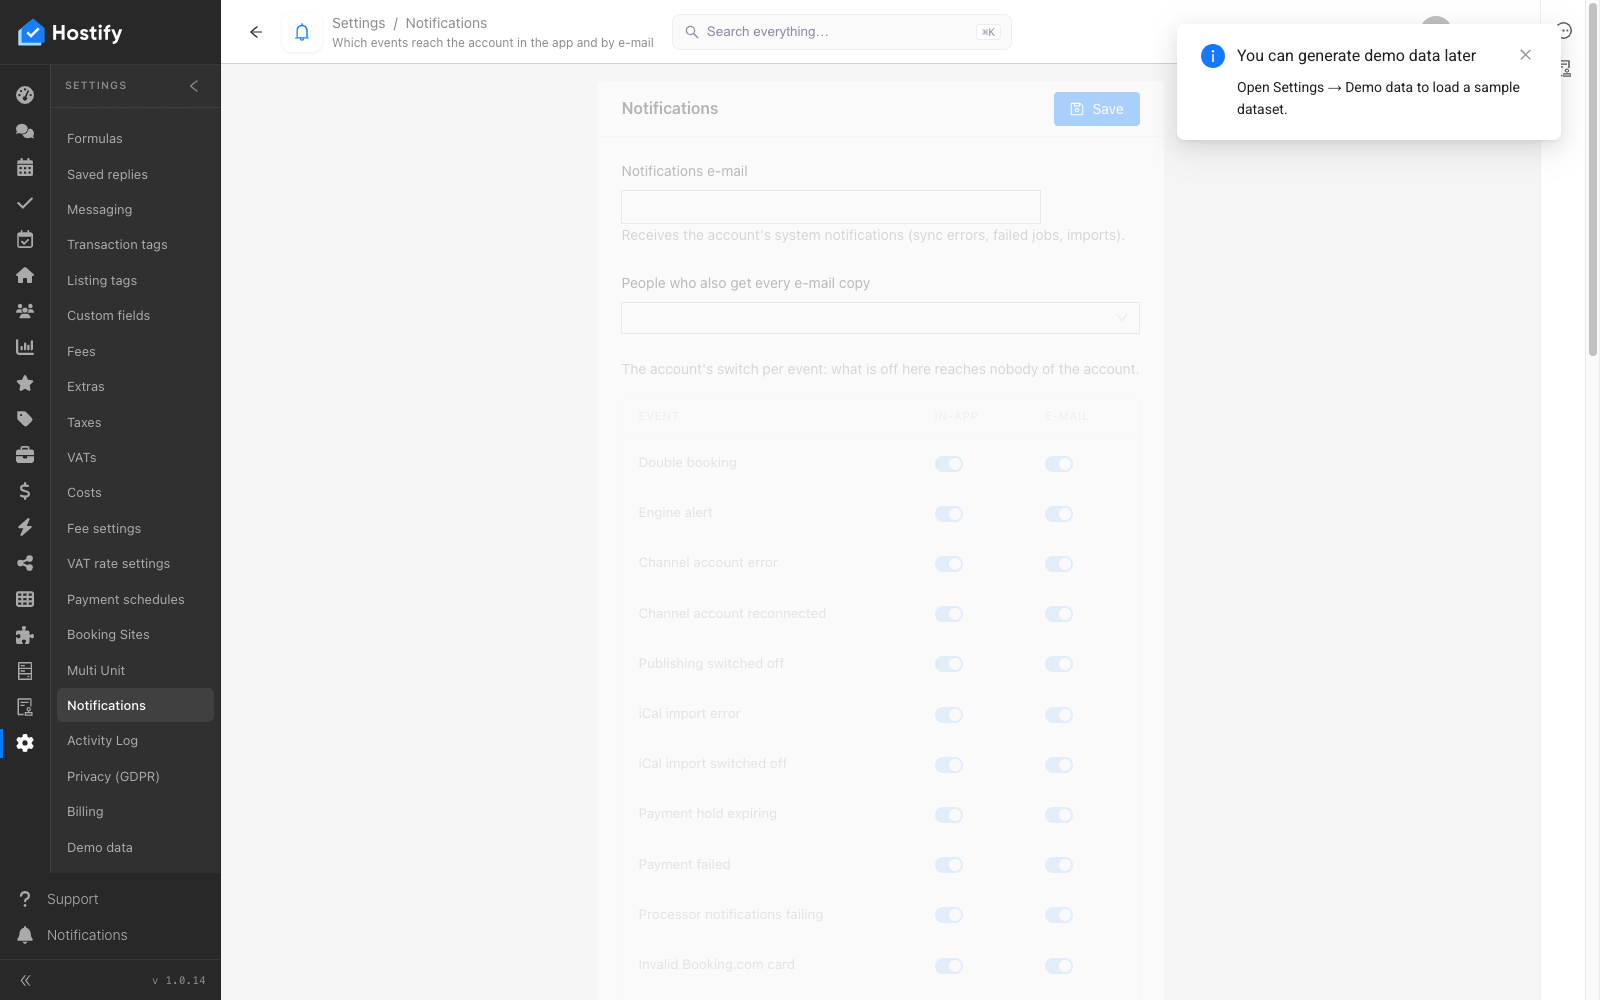 Hostify
Settings / Notifications
Which events reach the account in the app and by e-mail
Search everything...
⌘K
You can generate demo data later
Open Settings → Demo data to load a sample
dataset.
SETTINGS
Formulas
Saved replies
Messaging
Transaction tags
Listing tags
Custom fields
Fees
Extras
Taxes
VATs
Costs
Fee settings
VAT rate settings
Payment schedules
Booking Sites
Multi Unit
Notifications
Activity Log
Privacy (GDPR)
Billing
Demo data
Support
Notifications
v 1.0.14
Notifications
Save
Notifications e-mail
Receives the account's system notifications (sync errors, failed jobs, imports).
People who also get every e-mail copy
The account's switch per event: what is off here reaches nobody of the account.
EVENT IN-APP E-MAIL
Double booking
Engine alert
Channel account error
Channel account reconnected
Publishing switched off
iCal import error
iCal import switched off
Payment hold expiring
Payment failed
Processor notifications failing
Invalid Booking.com card